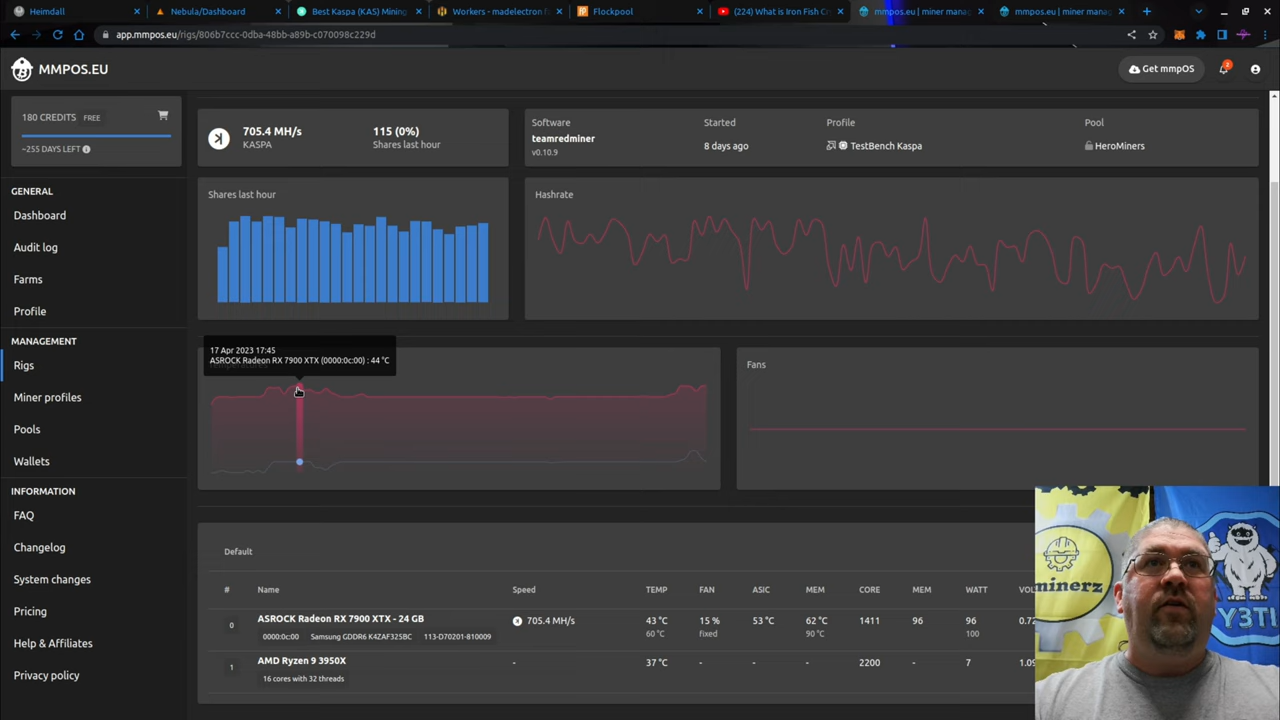 Heimdall
Nebula/Dashboard
Best Kaspa (KAS) Mining
Workers - madelectron f
Flockpool
(224) What is Iron Fish Cr
mmpos.eu | miner manag
mmpos.eu | miner manag
app.mmpos.eu/rigs/806b7ccc-0dba-48bb-a89b-c070098c229d
MMPOS.EU
Get mmpOS
2
180 CREDITS FREE
~255 DAYS LEFT
GENERAL
Dashboard
Audit log
Farms
Profile
MANAGEMENT
Rigs
Miner profiles
Pools
Wallets
INFORMATION
FAQ
Changelog
System changes
Pricing
Help & Affiliates
Privacy policy
705.4 MH/s
KASPA
115 (0%)
Shares last hour
Software
teamredminer
v0.10.9
Started
8 days ago
Profile
TestBench Kaspa
Pool
HeroMiners
Shares last hour
Hashrate
17 Apr 2023 17:45
ASROCK Radeon RX 7900 XTX (0000:0c:00) : 44 °C
Fans
Default
# Name Speed TEMP FAN ASIC MEM CORE MEM WATT VOL
0 ASROCK Radeon RX 7900 XTX - 24 GB 705.4 MH/s 43 °C 15 % 53 °C 62 °C 1411 96 96 0.72
60 °C fixed 90 °C 100
0000:0c:00 Samsung GDDR6 K4ZAF325BC 113-D70201-810009
1 AMD Ryzen 9 3950X - 37 °C - - - 2200 - 7 1.09
16 cores with 32 threads
minerz
Y3TI